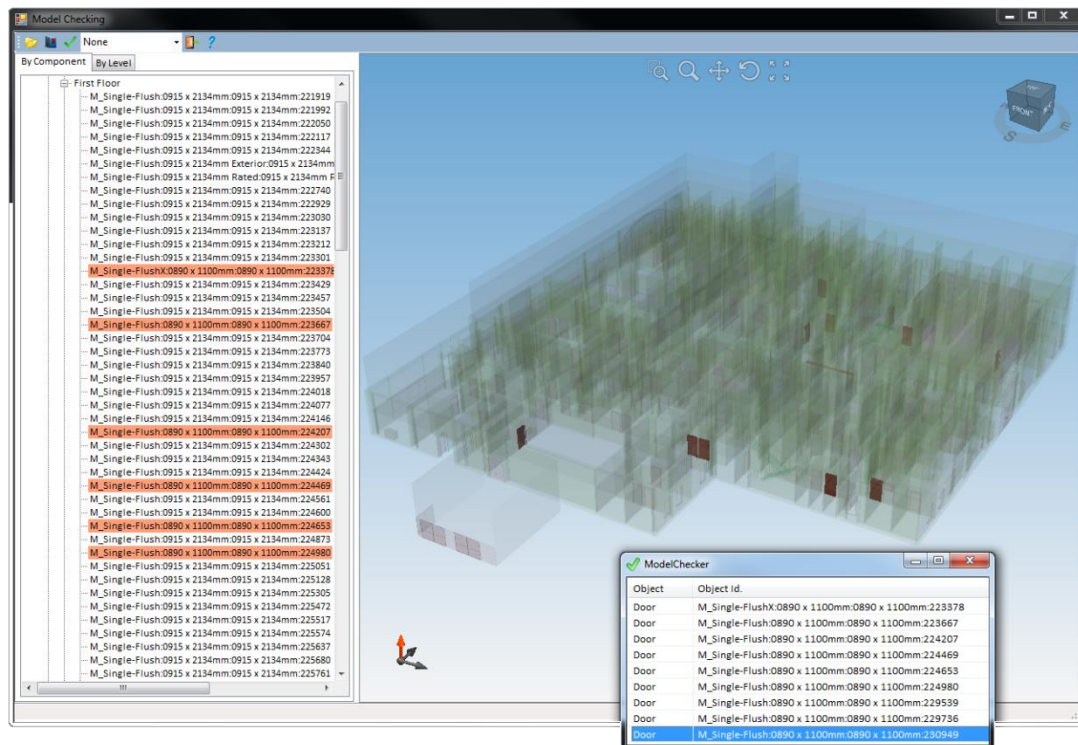 Model Checking
None
By Component By Level
First Floor
M_Single-Flush:0915 x 2134mm:0915 x 2134mm:221919
M_Single-Flush:0915 x 2134mm:0915 x 2134mm:221992
M_Single-Flush:0915 x 2134mm:0915 x 2134mm:222050
M_Single-Flush:0915 x 2134mm:0915 x 2134mm:222117
M_Single-Flush:0915 x 2134mm:0915 x 2134mm:222344
M_Single-Flush:0915 x 2134mm Exterior:0915 x 2134mm
M_Single-Flush:0915 x 2134mm Rated:0915 x 2134mm R
M_Single-Flush:0915 x 2134mm:0915 x 2134mm:222740
M_Single-Flush:0915 x 2134mm:0915 x 2134mm:222929
M_Single-Flush:0915 x 2134mm:0915 x 2134mm:223030
M_Single-Flush:0915 x 2134mm:0915 x 2134mm:223137
M_Single-Flush:0915 x 2134mm:0915 x 2134mm:223212
M_Single-Flush:0915 x 2134mm:0915 x 2134mm:223301
M_Single-FlushX:0890 x 1100mm:0890 x 1100mm:223378
M_Single-Flush:0915 x 2134mm:0915 x 2134mm:223429
M_Single-Flush:0915 x 2134mm:0915 x 2134mm:223457
M_Single-Flush:0915 x 2134mm:0915 x 2134mm:223504
M_Single-Flush:0890 x 1100mm:0890 x 1100mm:223667
M_Single-Flush:0915 x 2134mm:0915 x 2134mm:223704
M_Single-Flush:0915 x 2134mm:0915 x 2134mm:223773
M_Single-Flush:0915 x 2134mm:0915 x 2134mm:223840
M_Single-Flush:0915 x 2134mm:0915 x 2134mm:223957
M_Single-Flush:0915 x 2134mm:0915 x 2134mm:224018
M_Single-Flush:0915 x 2134mm:0915 x 2134mm:224077
M_Single-Flush:0915 x 2134mm:0915 x 2134mm:224146
M_Single-Flush:0890 x 1100mm:0890 x 1100mm:224207
M_Single-Flush:0915 x 2134mm:0915 x 2134mm:224302
M_Single-Flush:0915 x 2134mm:0915 x 2134mm:224343
M_Single-Flush:0915 x 2134mm:0915 x 2134mm:224424
M_Single-Flush:0890 x 1100mm:0890 x 1100mm:224469
M_Single-Flush:0915 x 2134mm:0915 x 2134mm:224561
M_Single-Flush:0915 x 2134mm:0915 x 2134mm:224600
M_Single-Flush:0890 x 1100mm:0890 x 1100mm:224653
M_Single-Flush:0915 x 2134mm:0915 x 2134mm:224873
M_Single-Flush:0890 x 1100mm:0890 x 1100mm:224980
M_Single-Flush:0915 x 2134mm:0915 x 2134mm:225051
M_Single-Flush:0915 x 2134mm:0915 x 2134mm:225128
M_Single-Flush:0915 x 2134mm:0915 x 2134mm:225305
M_Single-Flush:0915 x 2134mm:0915 x 2134mm:225472
M_Single-Flush:0915 x 2134mm:0915 x 2134mm:225517
M_Single-Flush:0915 x 2134mm:0915 x 2134mm:225574
M_Single-Flush:0915 x 2134mm:0915 x 2134mm:225637
M_Single-Flush:0915 x 2134mm:0915 x 2134mm:225680
M_Single-Flush:0915 x 2134mm:0915 x 2134mm:225761
FRONT
S
E
ModelChecker
Object Object Id.
Door M_Single-FlushX:0890 x 1100mm:0890 x 1100mm:223378
Door M_Single-Flush:0890 x 1100mm:0890 x 1100mm:223667
Door M_Single-Flush:0890 x 1100mm:0890 x 1100mm:224207
Door M_Single-Flush:0890 x 1100mm:0890 x 1100mm:224469
Door M_Single-Flush:0890 x 1100mm:0890 x 1100mm:224653
Door M_Single-Flush:0890 x 1100mm:0890 x 1100mm:224980
Door M_Single-Flush:0890 x 1100mm:0890 x 1100mm:229539
Door M_Single-Flush:0890 x 1100mm:0890 x 1100mm:229736
Door M_Single-Flush:0890 x 1100mm:0890 x 1100mm:230949